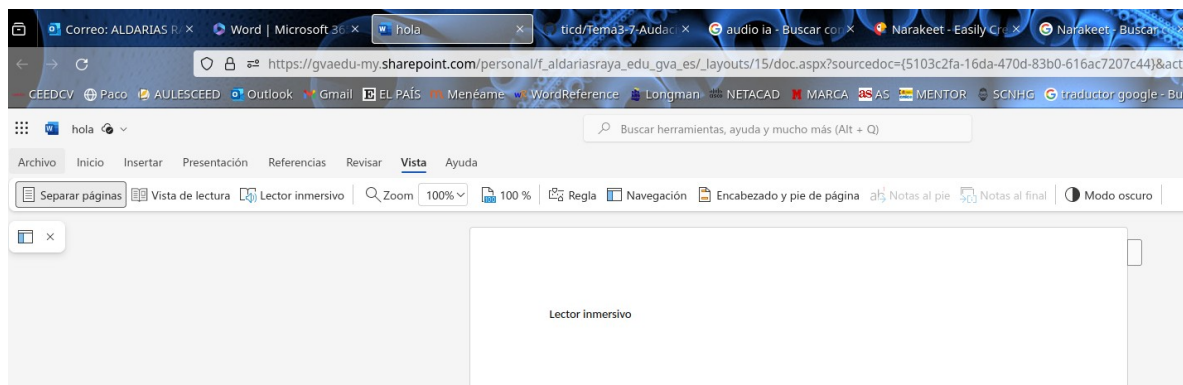 Correo: ALDARIAS R Word | Microsoft 36 hola ticd/Tema3-7-Audac audio ia - Buscar con Narakeet - Easily Cre Narakeet - Buscar
https://gvaedu-my.sharepoint.com/personal/f_aldariasraya_edu_gva_es/_layouts/15/doc.aspx?sourcedoc={5103c2fa-16da-470d-83b0-616ac7207c44}&act
CEEDCV Paco AULESCEED Outlook Gmail EL PAÍS Menéame WordReference Longman NETACAD MARCA AS MENTOR SCNHG traductor google - Bu
hola Buscar herramientas, ayuda y mucho más (Alt + Q)
Archivo Inicio Insertar Presentación Referencias Revisar Vista Ayuda
Separar páginas Vista de lectura Lector inmersivo Zoom 100% 100 % Regla Navegación Encabezado y pie de página Notas al pie Notas al final Modo oscuro
Lector inmersivo